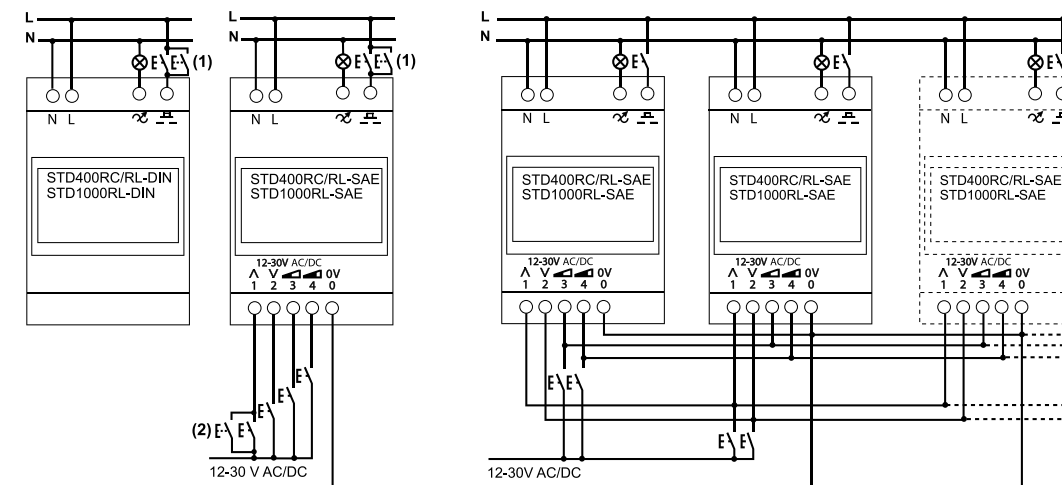 L
N
(1)
N L
STD400RC/RL-DIN
STD1000RL-DIN
L
N
(1)
N L
STD400RC/RL-SAE
STD1000RL-SAE
12-30V AC/DC
0V
1 2 3 4 0
(2)
12-30 V AC/DC
L
N
N L
STD400RC/RL-SAE
STD1000RL-SAE
12-30V AC/DC
0V
1 2 3 4 0
N L
STD400RC/RL-SAE
STD1000RL-SAE
12-30V AC/DC
0V
1 2 3 4 0
N L
STD400RC/RL-SAE
STD1000RL-SAE
12-30V AC/DC
0V
1 2 3 4 0
12-30V AC/DC